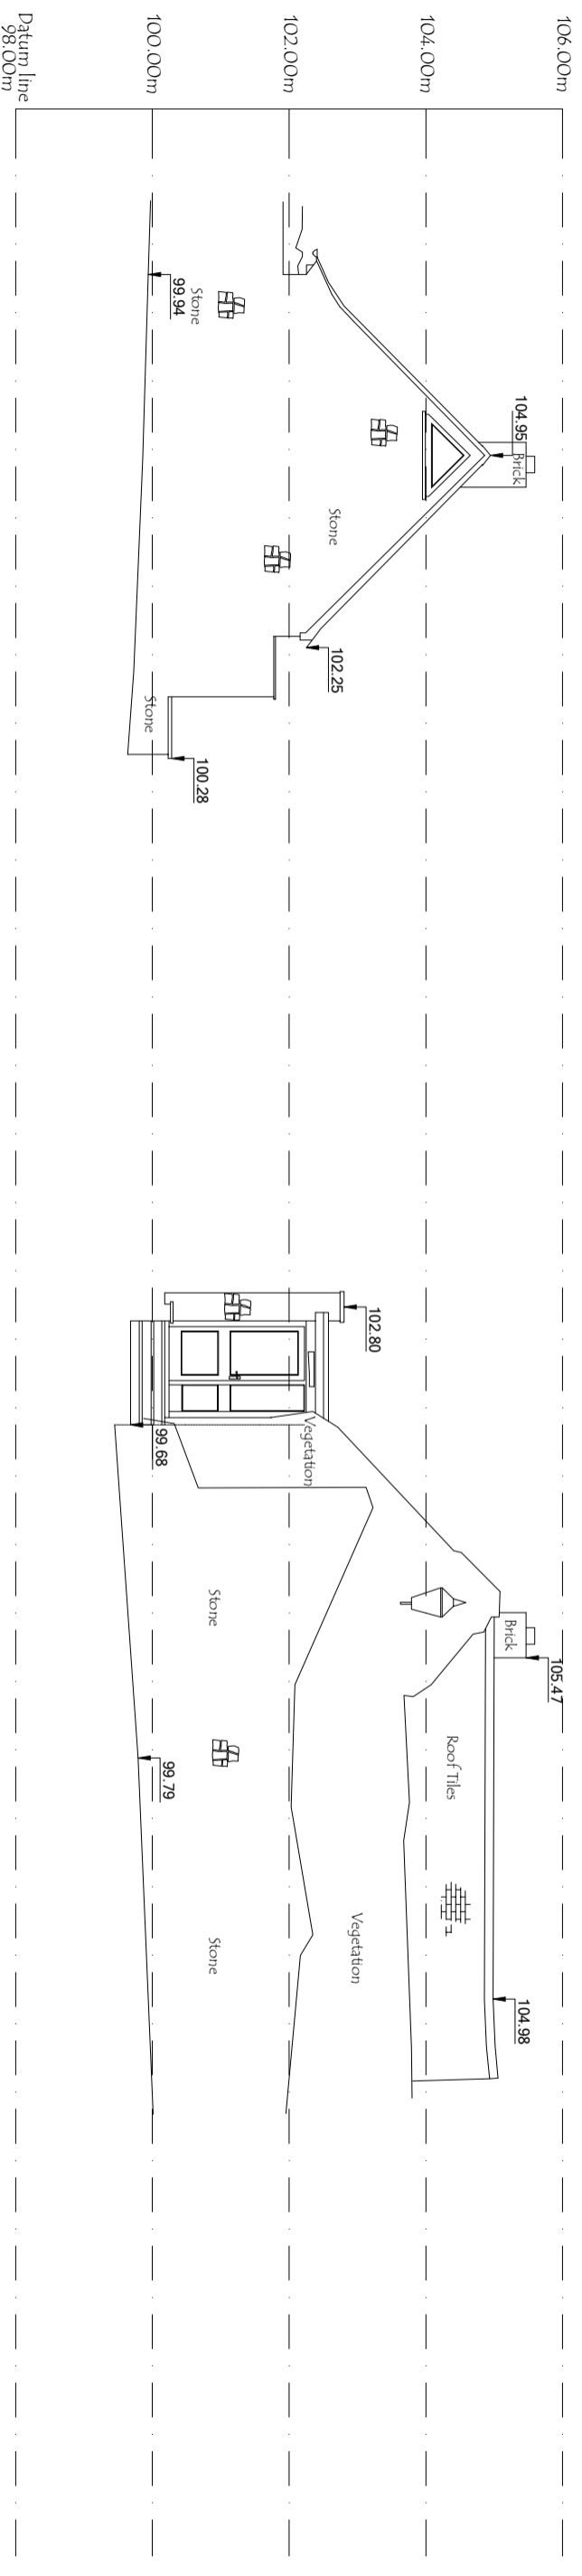 106.00m
104.00m
102.00m
100.00m
Datum line
98.00m
104.95
Brick
Stone
99.94
Stone
102.25
Stone
100.28
102.80
Vegetation
99.68
Brick
105.47
Stone
Roof Tiles
99.79
Vegetation
Stone
104.98